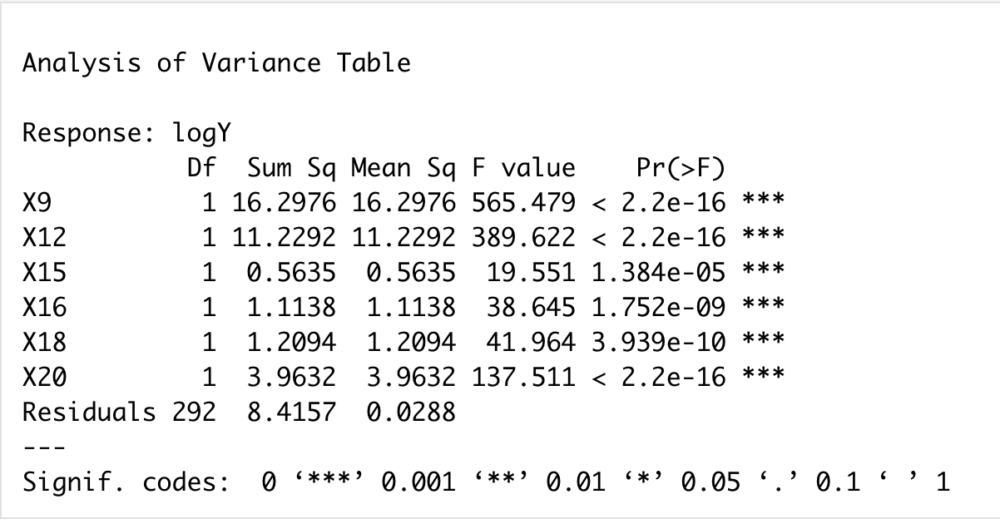 Analysis of Variance Table
Response: logY
Df Sum Sq Mean Sq F value Pr(>F)
X9 1 16.2976 16.2976 565.479 < 2.2e-16 ***
X12 1 11.2292 11.2292 389.622 < 2.2e-16 ***
X15 1 0.5635 0.5635 19.551 1.384e-05 ***
X16 1 1.1138 1.1138 38.645 1.752e-09 ***
X18 1 1.2094 1.2094 41.964 3.939e-10 ***
X20 1 3.9632 3.9632 137.511 < 2.2e-16 ***
Residuals 292 8.4157 0.0288
---
Signif. codes: 0 ‘***’ 0.001 ‘**’ 0.01 ‘*’ 0.05 ‘.’ 0.1 ‘ ’ 1